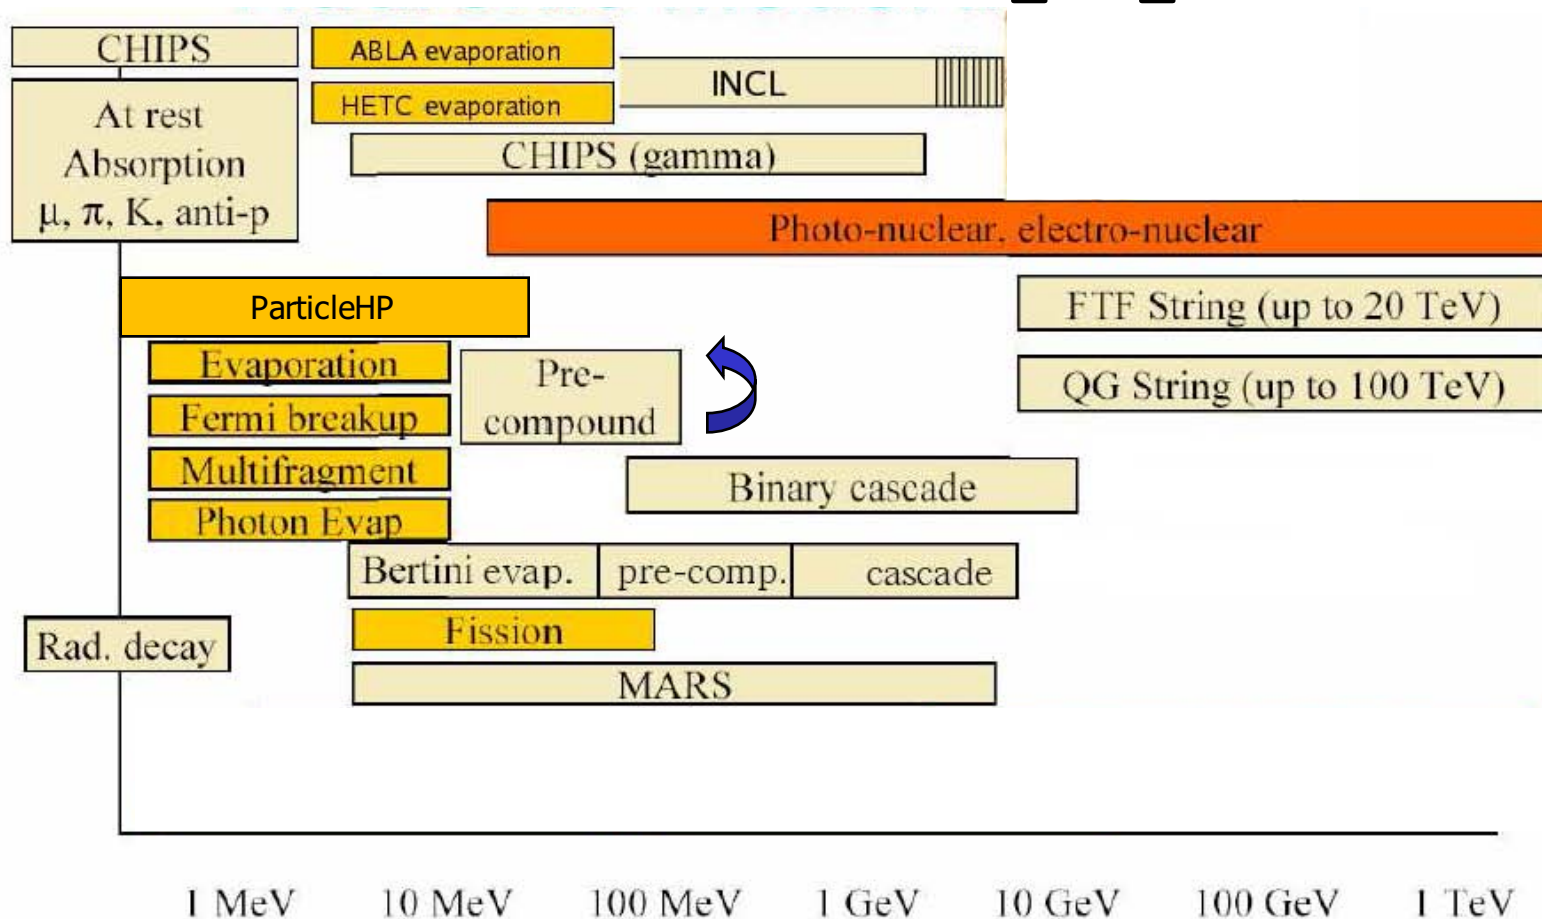 CHIPS
ABLA evaporation
INCL
HETC evaporation
At rest
Absorption
μ, π, K, anti-p
CHIPS (gamma)
Photo-nuclear, electro-nuclear
ParticleHP
FTF String (up to 20 TeV)
Evaporation
Pre-
compound
QG String (up to 100 TeV)
Fermi breakup
Multifragment
Binary cascade
Photon Evap
Bertini evap.
pre-comp.
cascade
Fission
Rad. decay
MARS
1 MeV
10 MeV
100 MeV
1 GeV
10 GeV
100 GeV
1 TeV